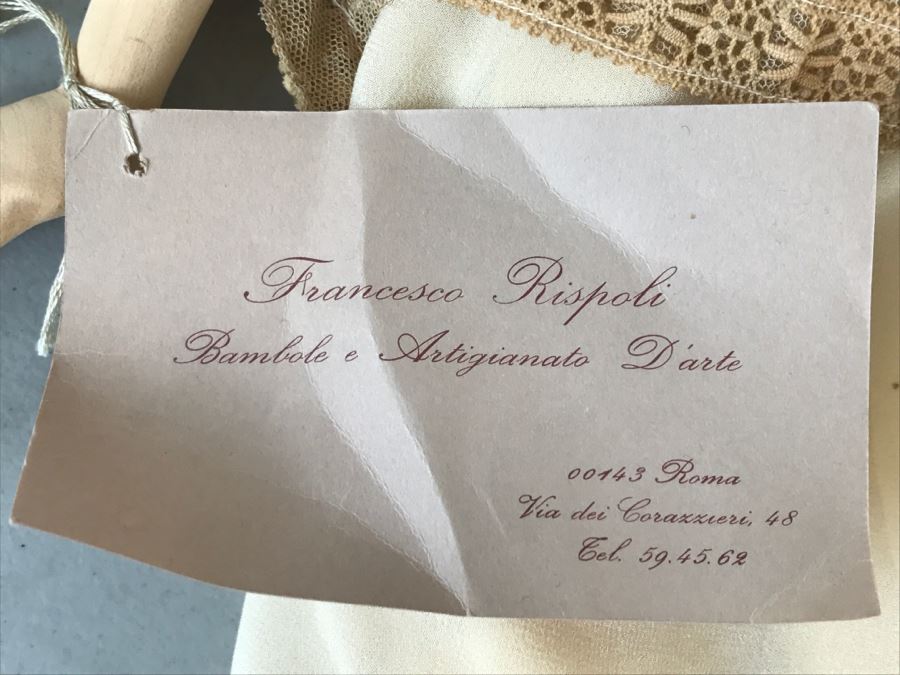 Francesco Rispoli
Bambole e Artigianato D'arte
00143 Roma
Via dei Corazzieri, 48
Tel. 59.45.62